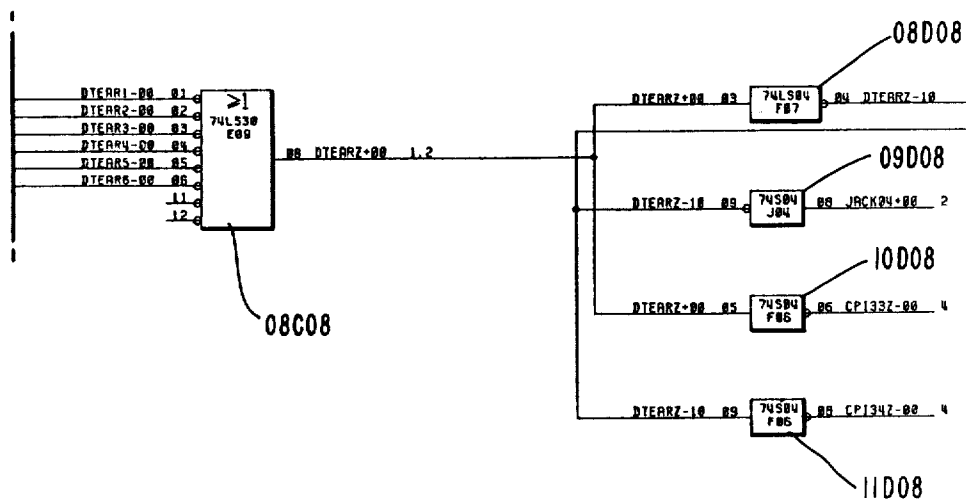 08D08
DTEAR1-00 01
DTEAR2-00 02
DTEAR3-00 03
DTEAR4-00 04
DTEAR5-00 05
DTEAR6-00 06
11
12
≥1
74LS30
E09
08 DTEARZ+00 1.2
08C08
DTEARZ+00 03
74LS04
F07
04 DTEARZ-10
09D08
DTEARZ-10 09
74S04
J04
08 JACK04+00 2
10D08
DTEARZ+00 05
74S04
F06
06 CPI33Z-00 4
DTEARZ-10 09
74S04
F06
08 CPI34Z-00 4
11D08